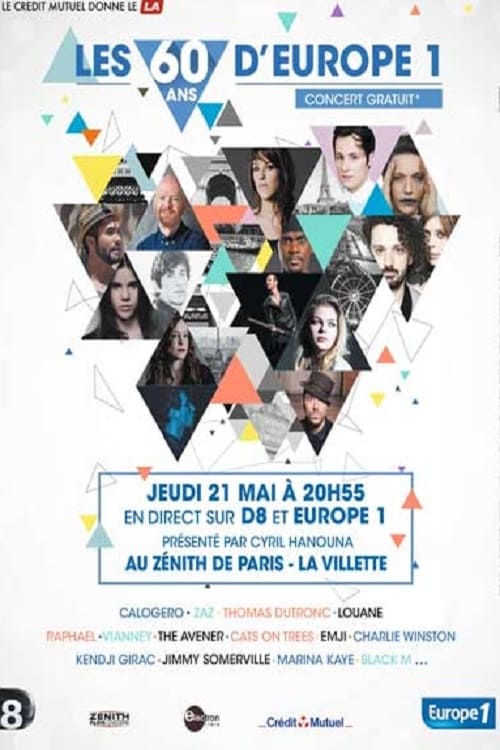 LE CRÉDIT MUTUEL DONNE LE LA
LES 60 ANS D'EUROPE 1
CONCERT GRATUIT*
JEUDI 21 MAI À 20H55
EN DIRECT SUR D8 ET EUROPE 1
PRÉSENTÉ PAR CYRIL HANOUNA
AU ZÉNITH DE PARIS - LA VILLETTE
CALOGERO · ZAZ · THOMAS DUTRONC · LOUANE
RAPHAEL · VIANNEY · THE AVENER · CATS ON TREES · EMJI · CHARLIE WINSTON
KENDJI GIRAC · JIMMY SOMERVILLE · MARINA KAYE · BLACK M ...
8
ZENITH
electron
Crédit Mutuel
Europe 1